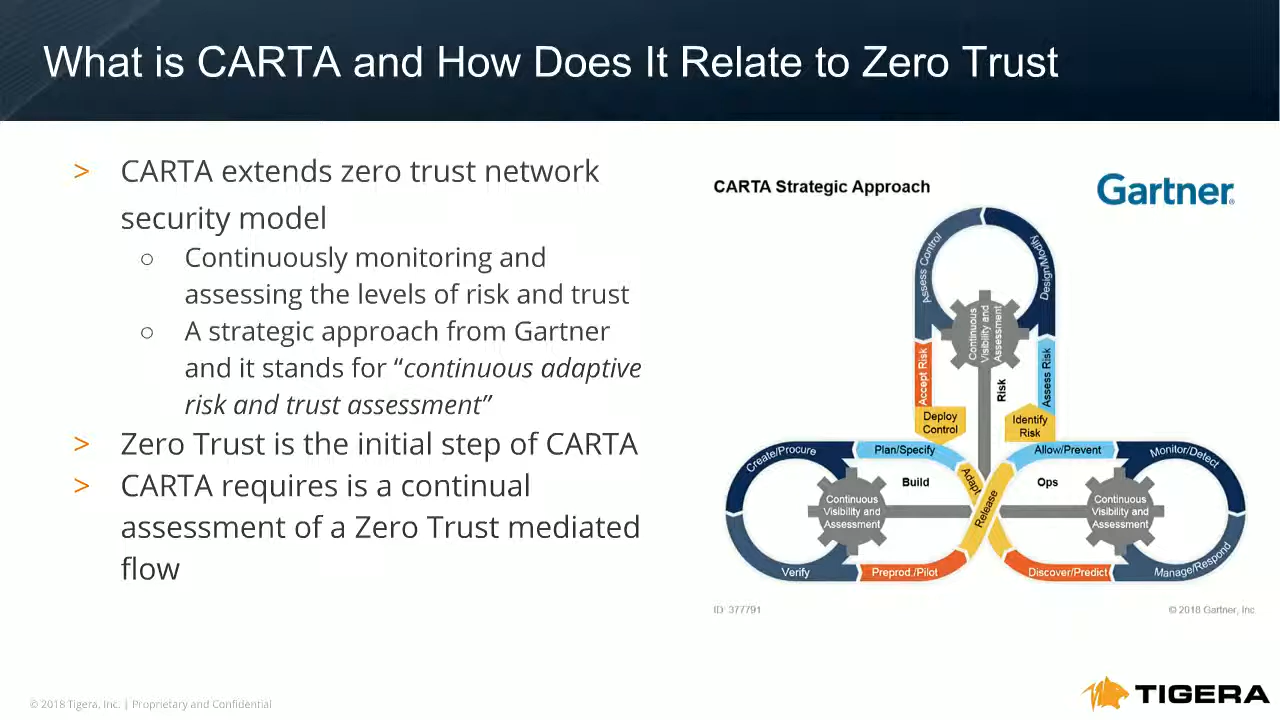 What is CARTA and How Does It Relate to Zero Trust
> CARTA extends zero trust network
security model
○ Continuously monitoring and
assessing the levels of risk and trust
○ A strategic approach from Gartner
and it stands for “continuous adaptive
risk and trust assessment”
> Zero Trust is the initial step of CARTA
> CARTA requires is a continual
assessment of a Zero Trust mediated
flow
CARTA Strategic Approach
Gartner®
Assess Control
Design/Modify
Continuous
Visibility and
Assessment
Accept Risk
Risk
Assess Risk
Deploy
Control
Identify
Risk
Create/Procure
Plan/Specify
Allow/Prevent
Monitor/Detect
Build
Adapt
Ops
Continuous
Visibility and
Assessment
Release
Continuous
Visibility and
Assessment
Verify
Preprod./Pilot
Discover/Predict
Manage/Respond
ID: 377791
© 2018 Gartner, Inc.
© 2018 Tigera, Inc. | Proprietary and Confidential
TIGERA